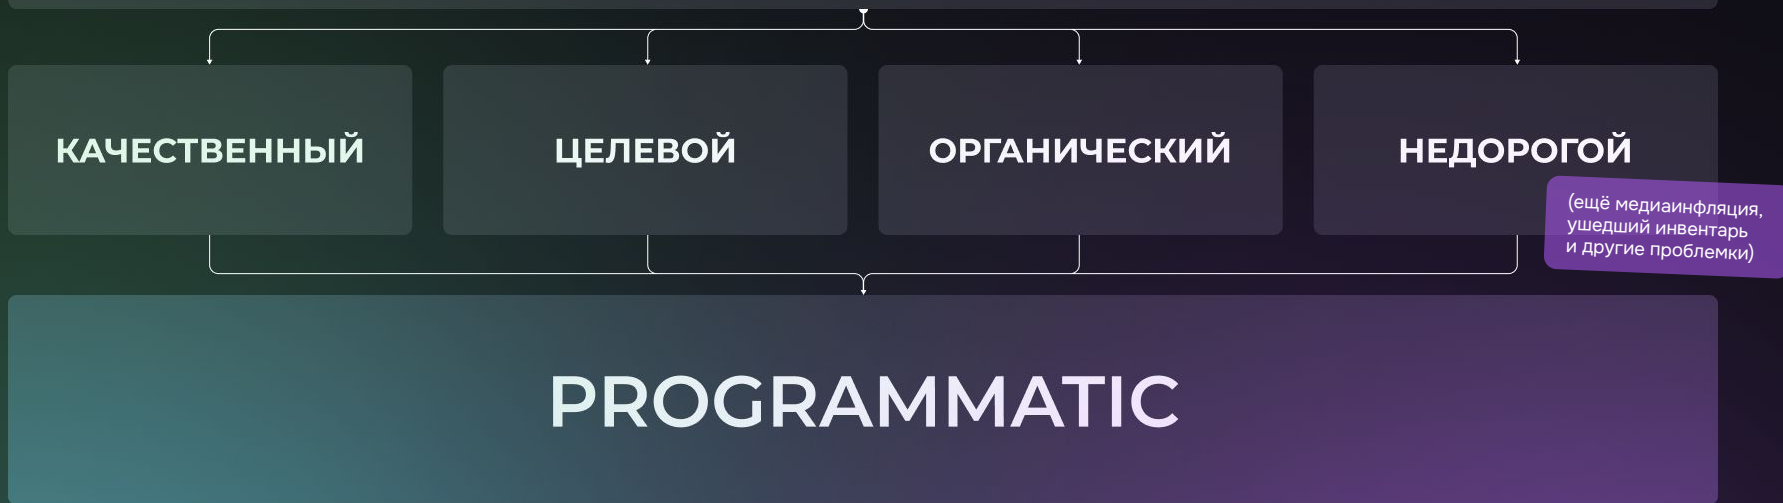 КАЧЕСТВЕННЫЙ
ЦЕЛЕВОЙ
ОРГАНИЧЕСКИЙ
НЕДОРОГОЙ
(ещё медиаинфляция,
ушедший инвентарь
и другие проблемки)
PROGRAMMATIC